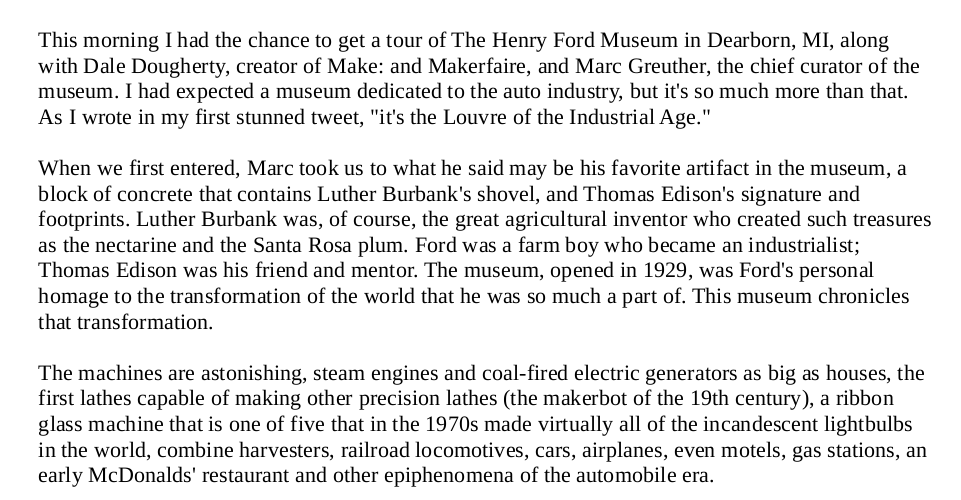 This morning I had the chance to get a tour of The Henry Ford Museum in Dearborn, MI, along
with Dale Dougherty, creator of Make: and Makerfaire, and Marc Greuther, the chief curator of the
museum. I had expected a museum dedicated to the auto industry, but it's so much more than that.
As I wrote in my first stunned tweet, "it's the Louvre of the Industrial Age."

When we first entered, Marc took us to what he said may be his favorite artifact in the museum, a
block of concrete that contains Luther Burbank's shovel, and Thomas Edison's signature and
footprints. Luther Burbank was, of course, the great agricultural inventor who created such treasures
as the nectarine and the Santa Rosa plum. Ford was a farm boy who became an industrialist;
Thomas Edison was his friend and mentor. The museum, opened in 1929, was Ford's personal
homage to the transformation of the world that he was so much a part of. This museum chronicles
that transformation.

The machines are astonishing, steam engines and coal-fired electric generators as big as houses, the
first lathes capable of making other precision lathes (the makerbot of the 19th century), a ribbon
glass machine that is one of five that in the 1970s made virtually all of the incandescent lightbulbs
in the world, combine harvesters, railroad locomotives, cars, airplanes, even motels, gas stations, an
early McDonalds' restaurant and other epiphenomena of the automobile era.